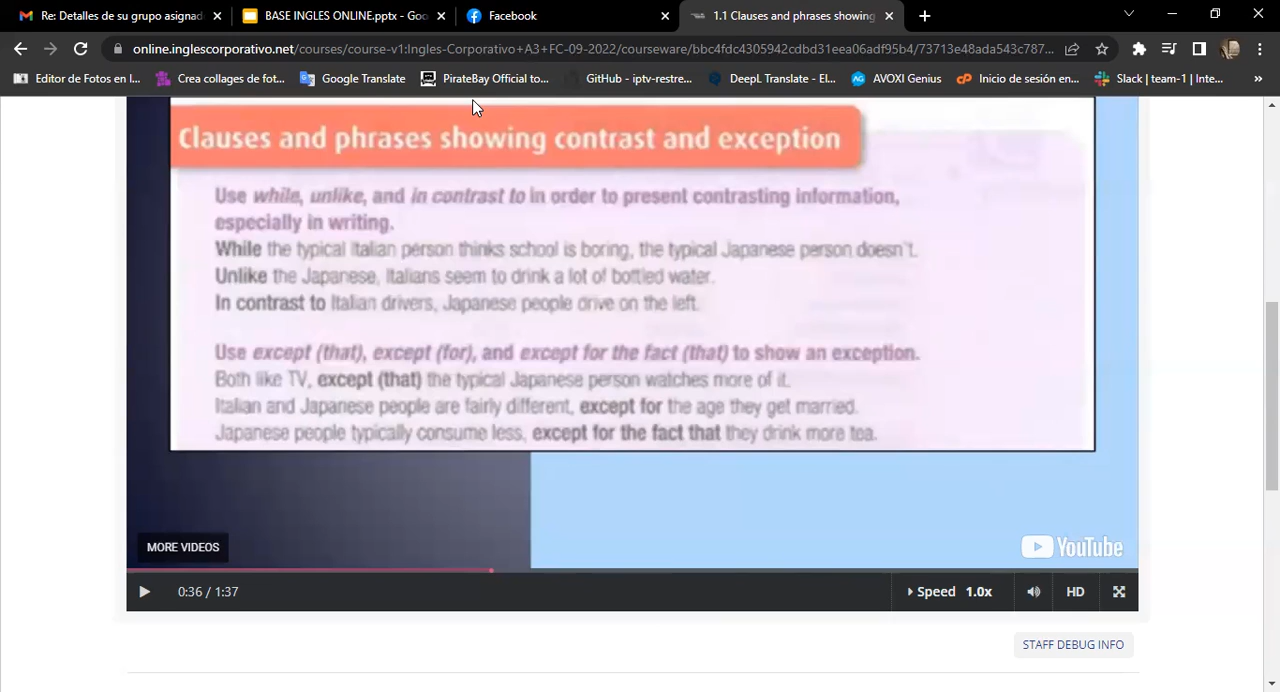 Re: Detalles de su grupo asignad
BASE INGLES ONLINE.pptx - Goo
Facebook
1.1 Clauses and phrases showing
online.inglescorporativo.net/courses/course-v1:Ingles-Corporativo+A3+FC-09-2022/courseware/bbc4fdc4305942cdbd31eea06adf95b4/73713e48ada543c787...
Editor de Fotos en l...
Crea collages de fot...
Google Translate
PirateBay Official to...
GitHub - iptv-restre...
DeepL Translate - El...
AVOXI Genius
Inicio de sesión en...
Slack | team-1 | Inte...
Clauses and phrases showing contrast and exception
Use while, unlike, and in contrast to in order to present contrasting information,
especially in writing.
While the typical Italian person thinks school is boring, the typical Japanese person doesn't.
Unlike the Japanese, Italians seem to drink a lot of bottled water.
In contrast to Italian drivers, Japanese people drive on the left.
Use except (that), except (for), and except for the fact (that) to show an exception.
Both like TV, except (that) the typical Japanese person watches more of it.
Italian and Japanese people are fairly different, except for the age they get married.
Japanese people typically consume less, except for the fact that they drink more tea.
MORE VIDEOS
YouTube
0:36 / 1:37
Speed 1.0x
HD
STAFF DEBUG INFO